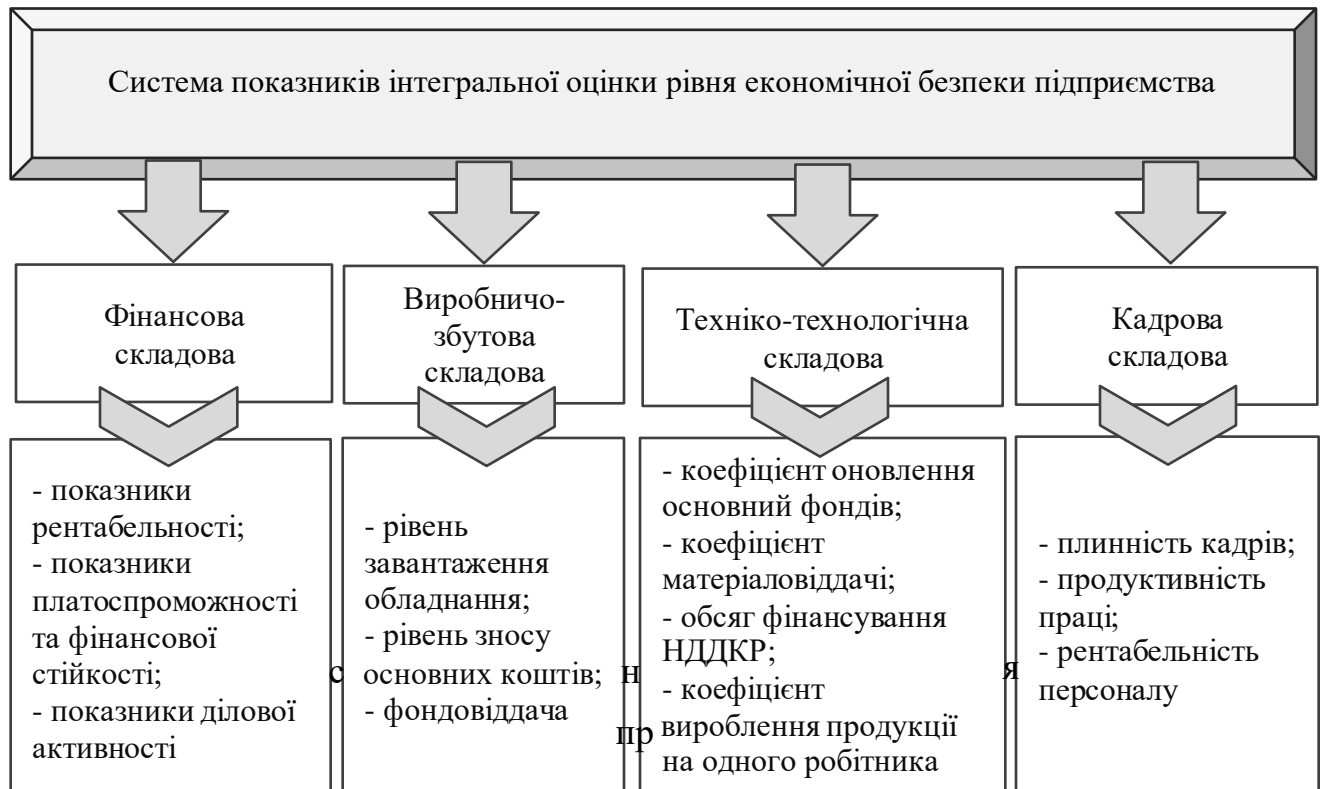 Система показників інтегральної оцінки рівня економічної безпеки підприємства
Фінансова
складова
Виробничо-
збутова
складова
Техніко-технологічна
складова
Кадрова
складова
- показники
рентабельності;
- показники
платоспроможності
та фінансової
стійкості;
- показники ділової
активності
с
- рівень
завантаження
обладнання;
- рівень зносу
основних коштів;
- фондовіддача
н
пр
- коефіцієнт оновлення
основний фондів;
- коефіцієнт
матеріаловіддачі;
- обсяг фінансування
НДДКР;
- коефіцієнт
вироблення продукції
на одного робітника
я
- плинність кадрів;
- продуктивність
праці;
- рентабельність
персоналу